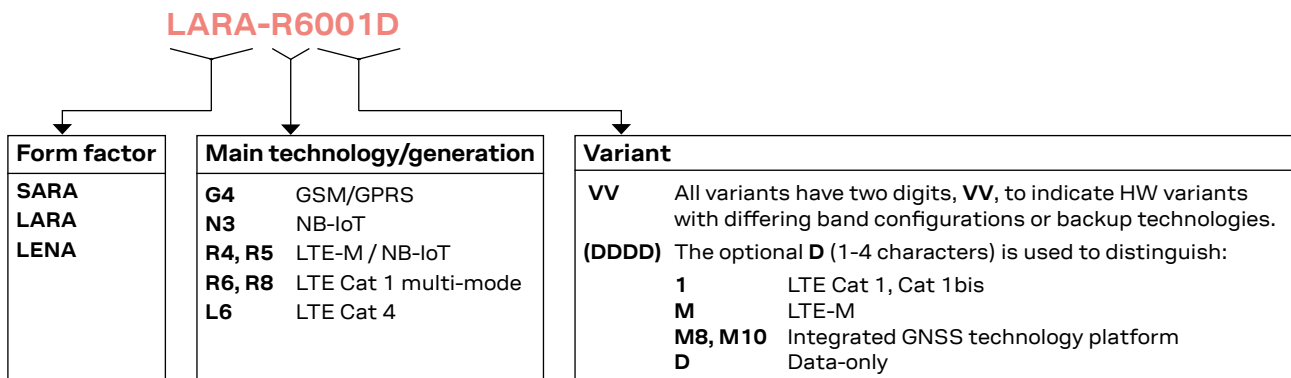 LARA-R6001D
Form factor
SARA
LARA
LENA
Main technology/generation
G4 GSM/GPRS
N3 NB-IoT
R4, R5 LTE-M / NB-IoT
R6, R8 LTE Cat 1 multi-mode
L6 LTE Cat 4
Variant
VV All variants have two digits, VV, to indicate HW variants
with differing band configurations or backup technologies.
(DDDD) The optional D (1-4 characters) is used to distinguish:
1 LTE Cat 1, Cat 1bis
M LTE-M
M8, M10 Integrated GNSS technology platform
D Data-only